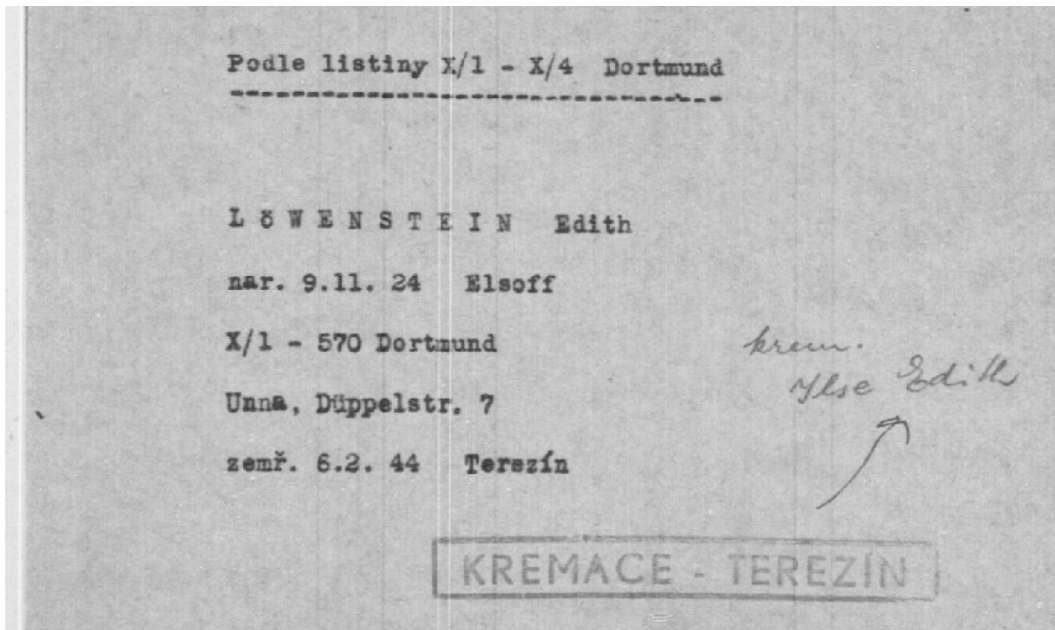 Podle listiny X/1 - X/4 Dortmund
---------------------------------
L Ö W E N S T E I N Edith
nar. 9.11. 24 Elsoff
X/1 - 570 Dortmund
krem.
Ilse Edith
Unna, Düppelstr. 7
zemř. 6.2. 44 Terezín
KREMACE - TEREZÍN